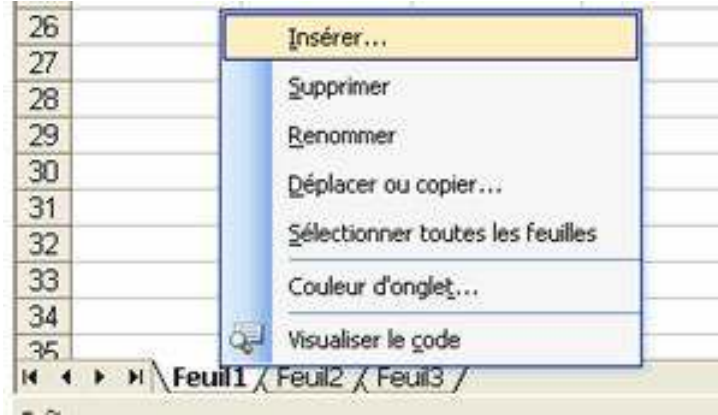 26
Insérer...
27
28
Supprimer
29
Renommer
30
Déplacer ou copier...
31
32
Sélectionner toutes les feuilles
33
Couleur d'onglet...
34
35
Visualiser le code
Feuil1 / Feuil2 / Feuil3 /